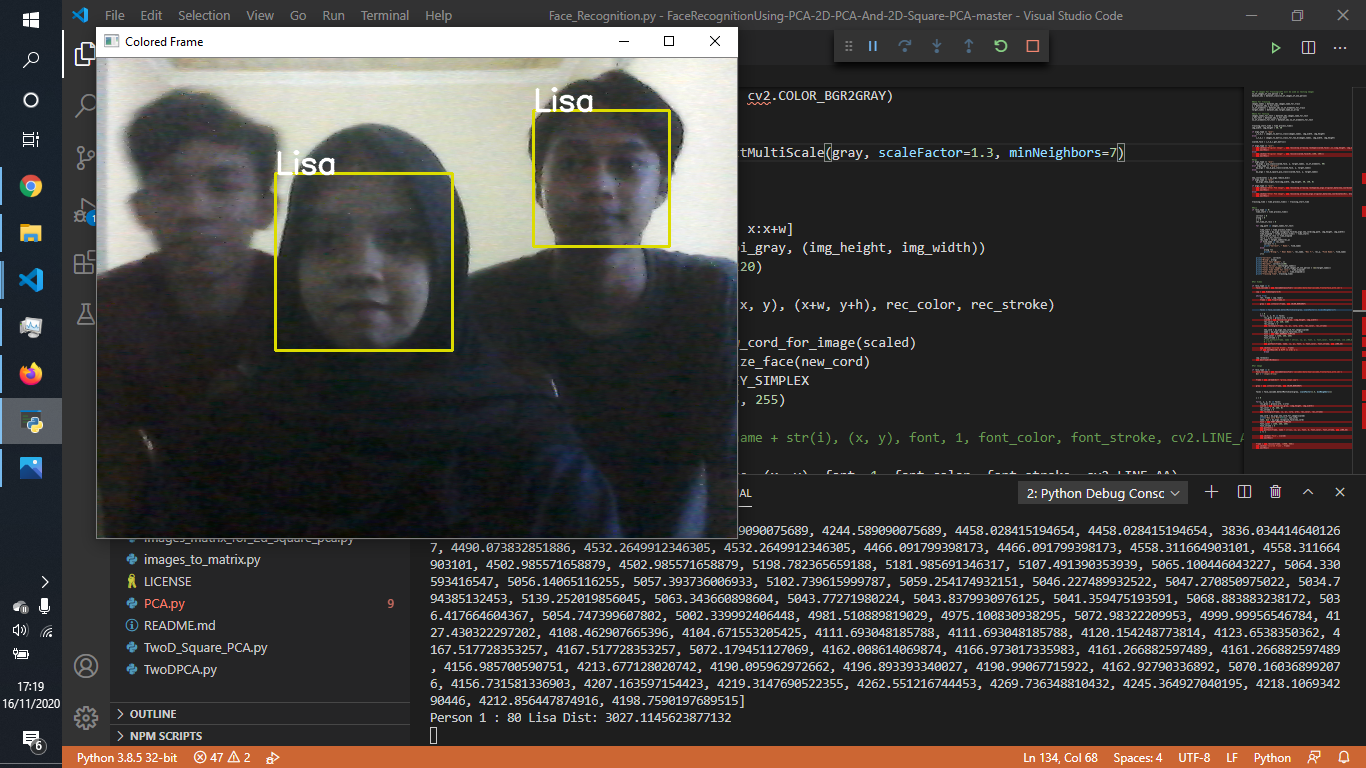 File Edit Selection View Go Run Terminal Help
Face_Recognition.py - FaceRecognitionUsing-PCA-2D-PCA-And-2D-Square-PCA-master - Visual Studio Code
Colored Frame
Lisa
Lisa
cv2.COLOR_BGR2GRAY)
tMultiScale(gray, scaleFactor=1.3, minNeighbors=7)
x:x+w]
i_gray, (img_height, img_width))
20)
x, y), (x+w, y+h), rec_color, rec_stroke)
_cord_for_image(scaled)
ze_face(new_cord)
Y_SIMPLEX
, 255)
name + str(i), (x, y), font, 1, font_color, font_stroke, cv2.LINE_A
2: Python Debug Consc
images_matrix_for_2d_square_pca.py
images_to_matrix.py
LICENSE
PCA.py 9
README.md
TwoD_Square_PCA.py
TwoDPCA.py
OUTLINE
NPM SCRIPTS
9090075689, 4244.589090075689, 4458.028415194654, 4458.028415194654, 3836.034414640126
7, 4490.073832851886, 4532.2649912346305, 4532.2649912346305, 4466.091799398173, 4466.091799398173, 4558.311664903101, 4558.311664
903101, 4502.985571658879, 4502.985571658879, 5198.782365659188, 5181.985691346317, 5107.491390353939, 5065.100446043227, 5064.330
593416547, 5056.14065116255, 5057.393736006933, 5102.739615999787, 5059.254174932151, 5046.227489932522, 5047.270850975022, 5034.7
94385132453, 5139.252019856045, 5063.343660898604, 5043.77271980224, 5043.8379930976125, 5041.359475193591, 5068.883883238172, 503
6.417664604367, 5054.747399607802, 5002.339992406448, 4981.510889819029, 4975.100830938295, 5072.98322209953, 4999.99956546784, 41
27.430322297202, 4108.462907665396, 4104.671553205425, 4111.693048185788, 4111.693048185788, 4120.154248773814, 4123.6538350362, 4
167.517728353257, 4167.517728353257, 5072.179451127069, 4162.008614069874, 4166.973017335983, 4161.266882597489, 4161.266882597489
, 4156.985700590751, 4213.677128020742, 4190.095962972662, 4196.893393340027, 4190.99067715922, 4162.92790336892, 5070.16036899207
6, 4156.731581336903, 4207.163597154423, 4219.3147690522355, 4262.551216744453, 4269.736348810432, 4245.364927040195, 4218.1069342
90446, 4212.856447874916, 4198.7590197689515]
Person 1 : 80 Lisa Dist: 3027.1145623877132
17:19
16/11/2020
6
Python 3.8.5 32-bit 47 2
Ln 134, Col 68 Spaces: 4 UTF-8 LF Python